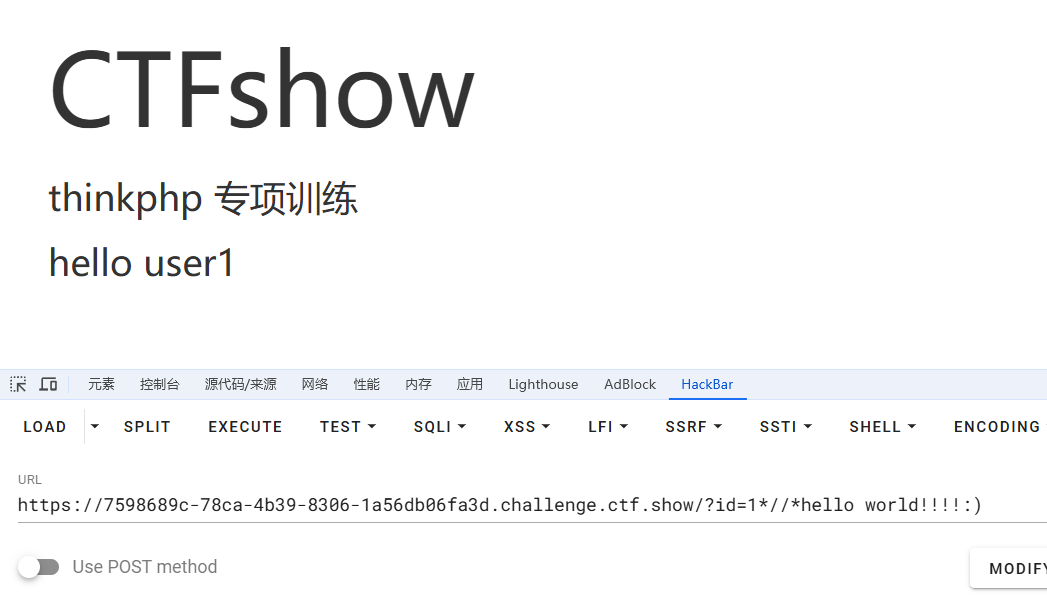 CTFshow
thinkphp 专项训练
hello user1
元素 控制台 源代码/来源 网络 性能 内存 应用 Lighthouse AdBlock HackBar
LOAD SPLIT EXECUTE TEST SQLI XSS LFI SSRF SSTI SHELL ENCODING
URL
https://7598689c-78ca-4b39-8306-1a56db06fa3d.challenge.ctf.show/?id=1*//*hello world!!!!:)
Use POST method
MODIFY